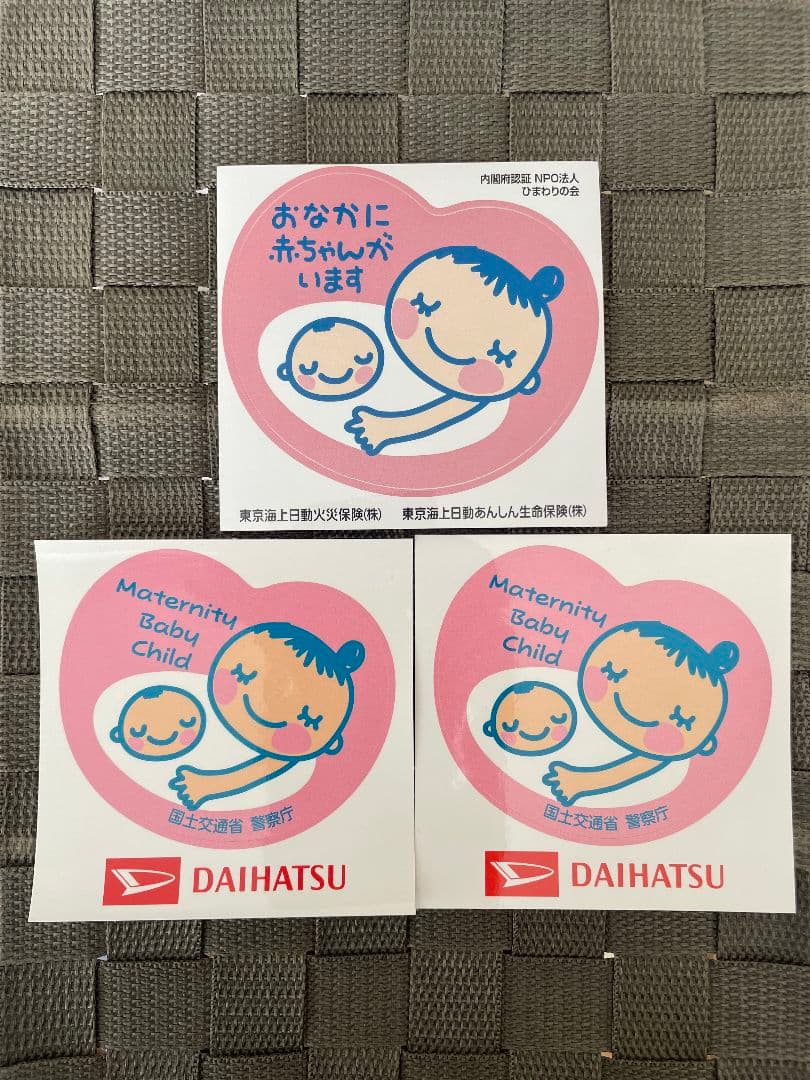 内閣府認証 NPO法人
ひまわりの会
おなかに
赤ちゃんが
います
東京海上日動火災保険(株) 東京海上日動あんしん生命保険(株)
Maternity
Baby
Child
国土交通省 警察庁
DAIHATSU
Maternity
Baby
Child
国土交通省 警察庁
DAIHATSU